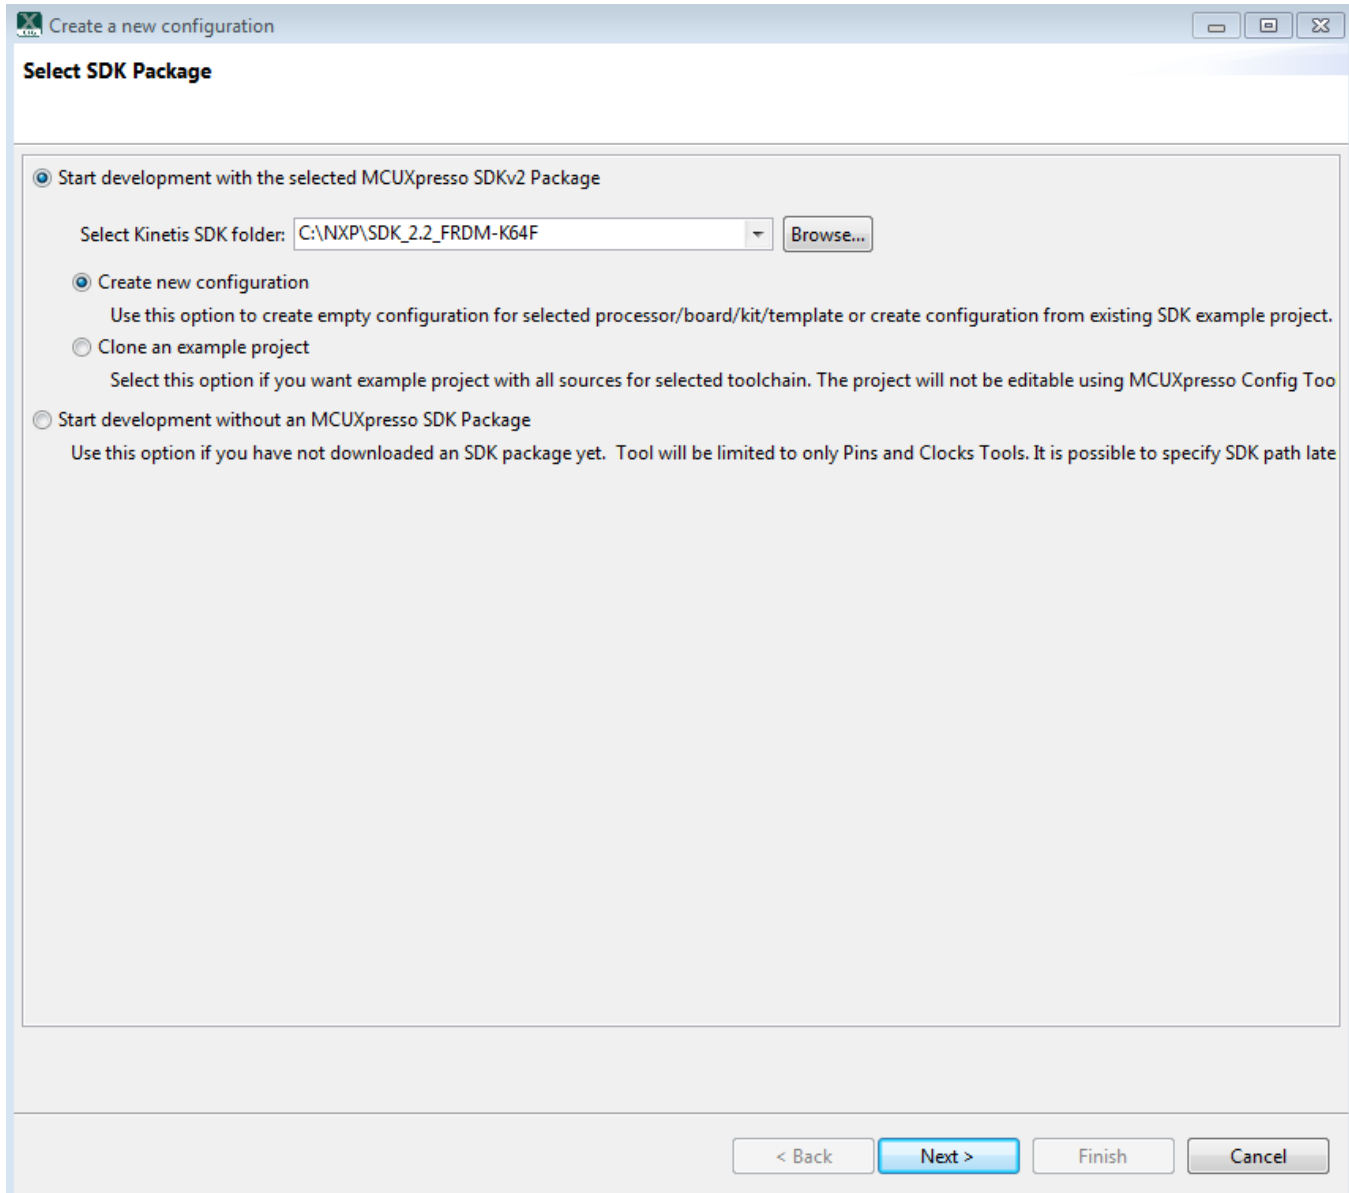 Create a new configuration
Select SDK Package
Start development with the selected MCUXpresso SDKv2 Package
Select Kinetis SDK folder: C:\NXP\SDK_2.2_FRDM-K64F Browse...
Create new configuration
Use this option to create empty configuration for selected processor/board/kit/template or create configuration from existing SDK example project.
Clone an example project
Select this option if you want example project with all sources for selected toolchain. The project will not be editable using MCUXpresso Config Too
Start development without an MCUXpresso SDK Package
Use this option if you have not downloaded an SDK package yet.  Tool will be limited to only Pins and Clocks Tools. It is possible to specify SDK path late
< Back Next > Finish Cancel